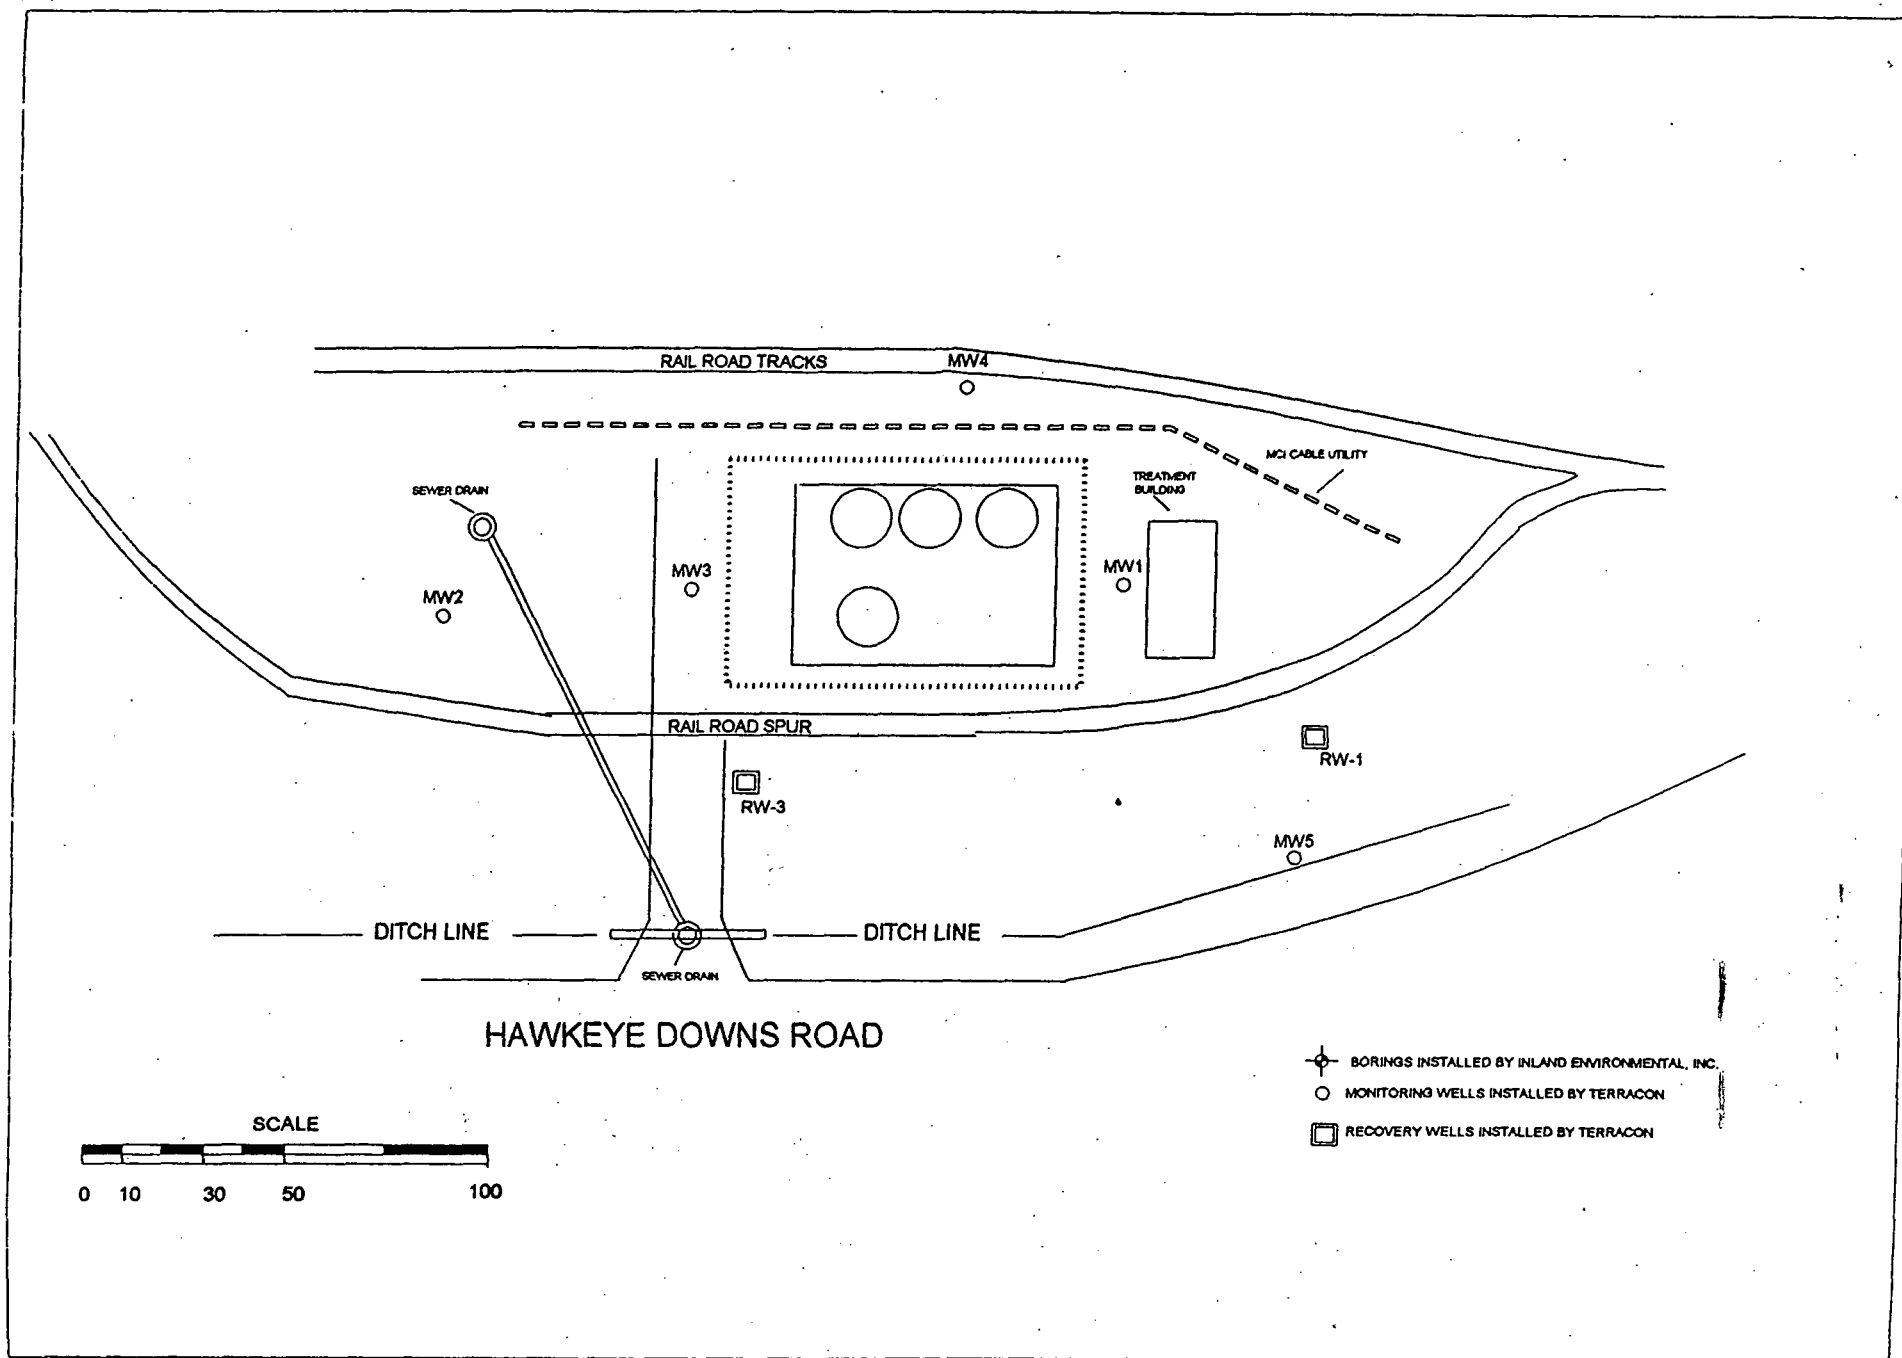 RAIL ROAD TRACKS
MW4
MCI CABLE UTILITY
TREATMENT
BUILDING
SEWER DRAIN
MW3
MW1
MW2
RAIL ROAD SPUR
RW-1
RW-3
MW5
DITCH LINE
DITCH LINE
SEWER DRAIN
HAWKEYE DOWNS ROAD
BORINGS INSTALLED BY INLAND ENVIRONMENTAL, INC.
MONITORING WELLS INSTALLED BY TERRACON
RECOVERY WELLS INSTALLED BY TERRACON
SCALE
0 10 30 50 100